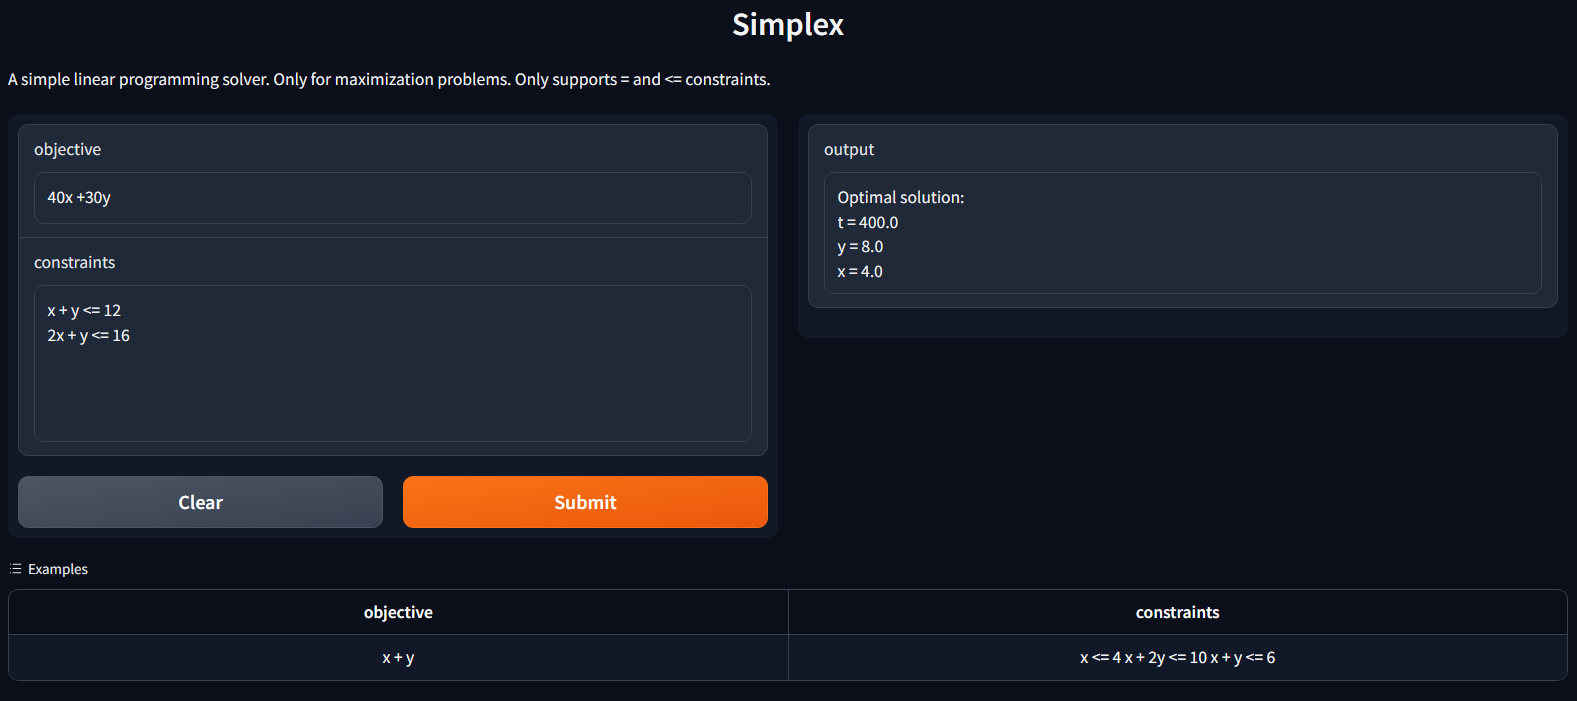 Simplex
A simple linear programming solver. Only for maximization problems. Only supports = and <= constraints.
objective
40x +30y
constraints
x + y <= 12
2x + y <= 16
Clear
Submit
output
Optimal solution:
t = 400.0
y = 8.0
x = 4.0
Examples
objective
constraints
x + y
x <= 4 x + 2y <= 10 x + y <= 6